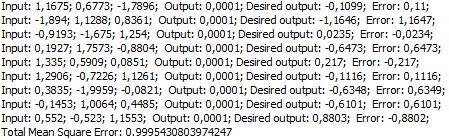 Input: 1,1675; 0,6773; -1,7896;  Output: 0,0001; Desired output: -0,1099;  Error: 0,11;
Input: -1,894; 1,1288; 0,8361;  Output: 0,0001; Desired output: -1,1646;  Error: 1,1647;
Input: -0,9193; -1,675; 1,254;  Output: 0,0001; Desired output: 0,0235;  Error: -0,0234;
Input: 0,1927; 1,7573; -0,8804;  Output: 0,0001; Desired output: -0,6473;  Error: 0,6473;
Input: 1,335; 0,5909; 0,0851;  Output: 0,0001; Desired output: 0,217;  Error: -0,217;
Input: 1,2906; -0,7226; 1,1261;  Output: 0,0001; Desired output: -0,1116;  Error: 0,1116;
Input: 0,3835; -1,9959; -0,0821;  Output: 0,0001; Desired output: -0,6348;  Error: 0,6349;
Input: -0,1453; 1,0064; 0,4485;  Output: 0,0001; Desired output: -0,6101;  Error: 0,6101;
Input: 0,552; -0,523; 1,1553;  Output: 0,0001; Desired output: 0,8803;  Error: -0,8802;
Total Mean Square Error: 0.9995430803974247